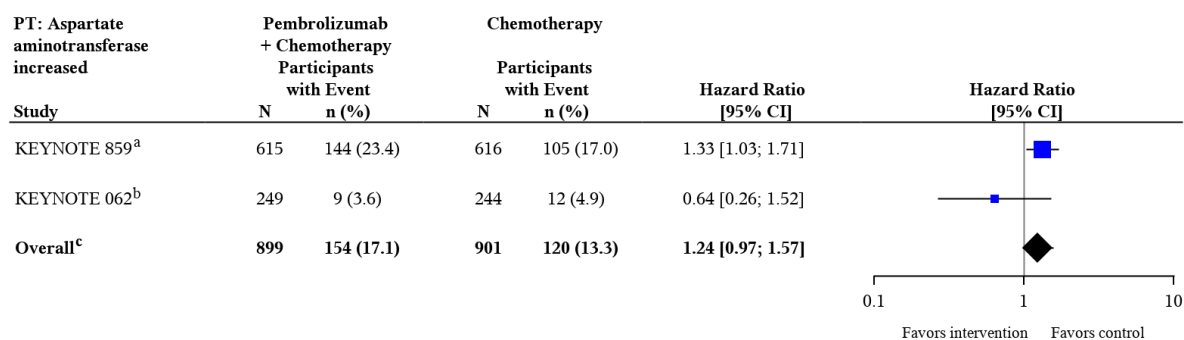 PT: Aspartate aminotransferase increased
Pembrolizumab + Chemotherapy
Chemotherapy
Participants with Event
Participants with Event
Hazard Ratio [95% CI]
Hazard Ratio [95% CI]
Study N n (%) N n (%)
KEYNOTE 859a 615 144 (23.4) 616 105 (17.0) 1.33 [1.03; 1.71]
KEYNOTE 062b 249 9 (3.6) 244 12 (4.9) 0.64 [0.26; 1.52]
Overallc 899 154 (17.1) 901 120 (13.3) 1.24 [0.97; 1.57]
0.1 1 10
Favors intervention Favors control